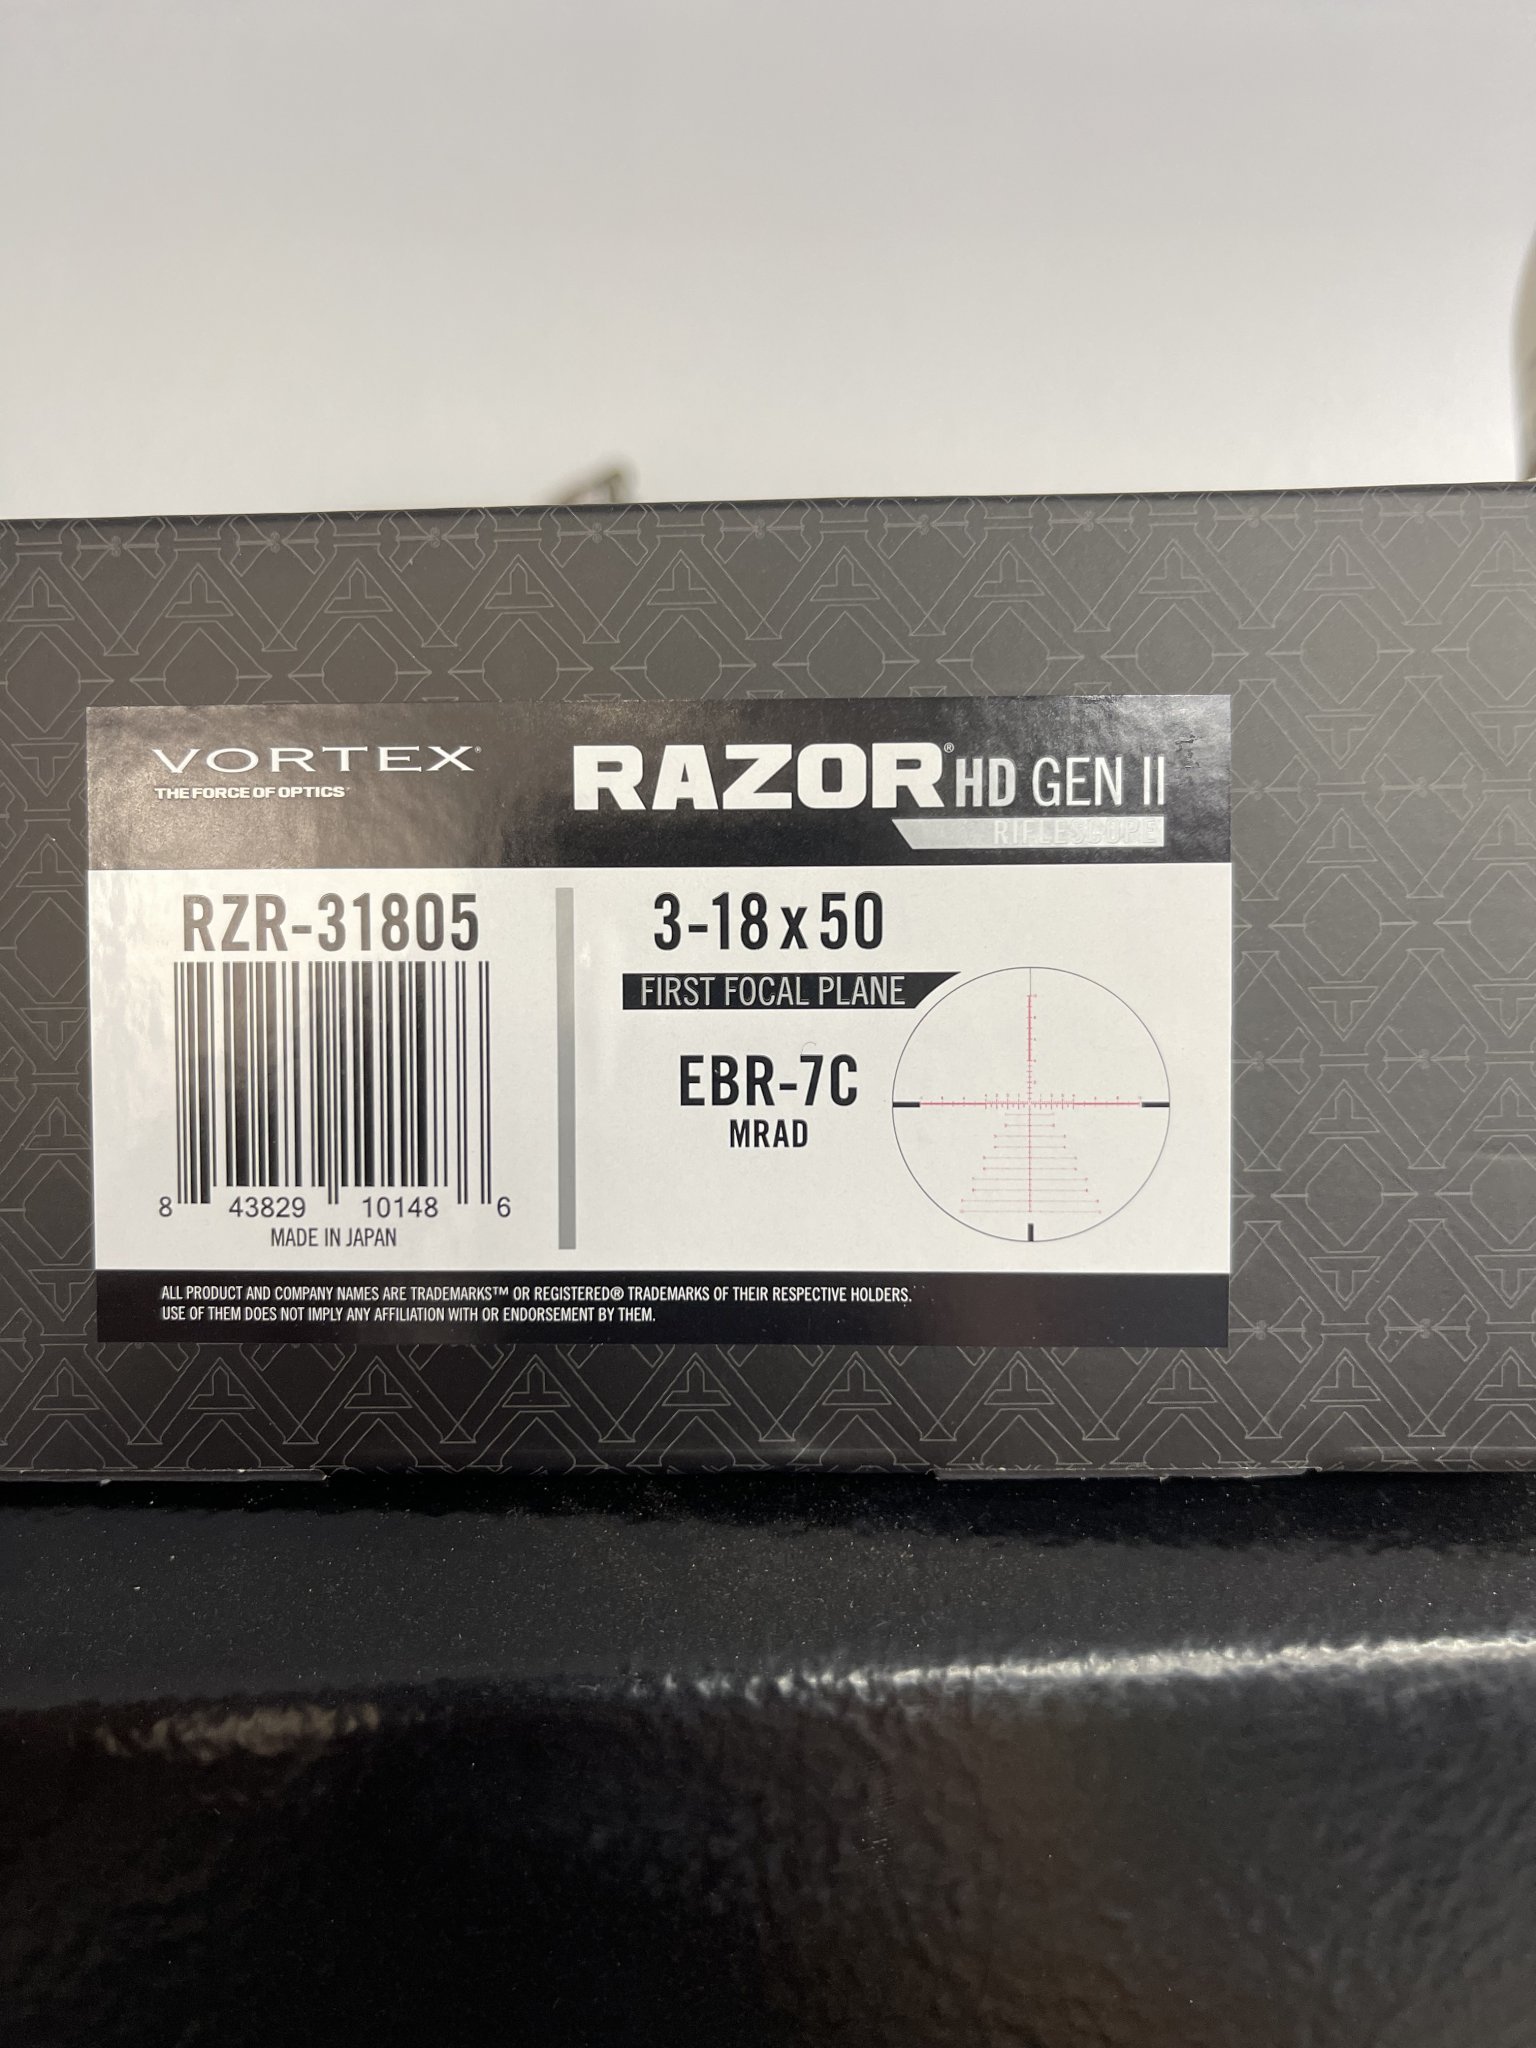 VORTEX®
THE FORCE OF OPTICS®
RAZOR® HD GEN II
RIFLESCOPE
RZR-31805
8 43829 10148 6
MADE IN JAPAN
3-18 x 50
FIRST FOCAL PLANE
EBR-7C
MRAD
ALL PRODUCT AND COMPANY NAMES ARE TRADEMARKS™ OR REGISTERED® TRADEMARKS OF THEIR RESPECTIVE HOLDERS.
USE OF THEM DOES NOT IMPLY ANY AFFILIATION WITH OR ENDORSEMENT BY THEM.